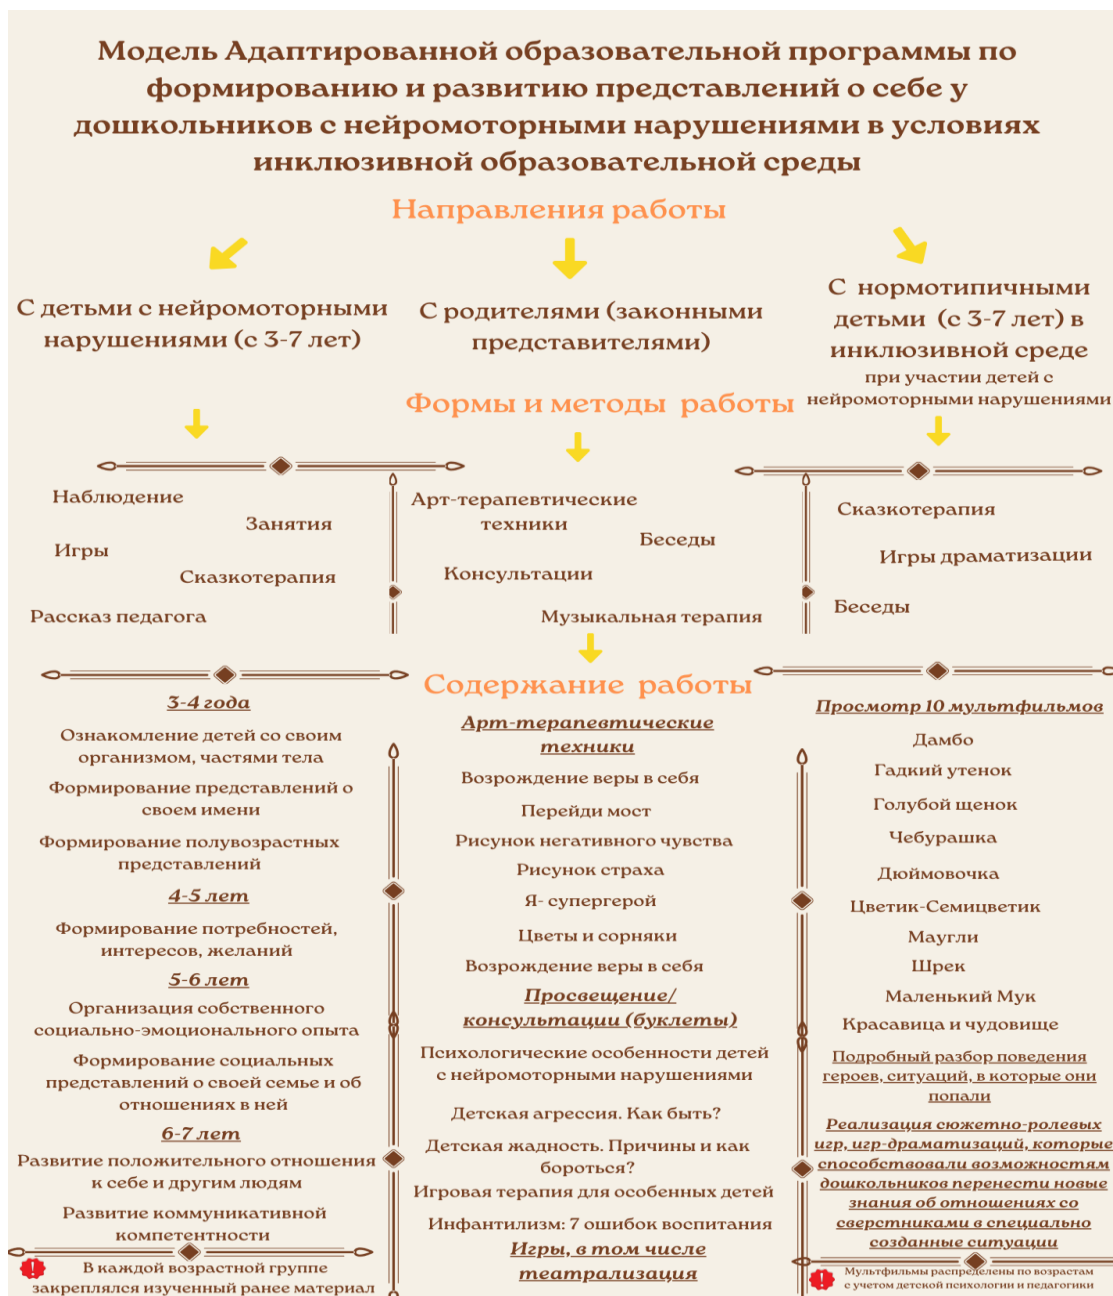 Модель Адаптированной образовательной программы по
формированию и развитию представлений о себе у
дошкольников с нейромоторными нарушениями в условиях
инклюзивной образовательной среды
Направления работы
С детьми с нейромоторными
нарушениями (с 3-7 лет)
С родителями (законными
представителями)
С нормотипичными
детьми (с 3-7 лет) в
инклюзивной среде
при участии детей с
нейромоторными нарушениями
Формы и методы работы
Наблюдение
Занятия
Игры
Сказкотерапия
Рассказ педагога
Арт-терапевтические
техники
Беседы
Консультации
Музыкальная терапия
Сказкотерапия
Игры драматизации
Беседы
Содержание работы
3-4 года
Ознакомление детей со своим
организмом, частями тела
Формирование представлений о
своем имени
Формирование полувозрастных
представлений
4-5 лет
Формирование потребностей,
интересов, желаний
5-6 лет
Организация собственного
социально-эмоционального опыта
Формирование социальных
представлений о своей семье и об
отношениях в ней
6-7 лет
Развитие положительного отношения
к себе и другим людям
Развитие коммуникативной
компетентности
В каждой возрастной группе
закреплялся изученный ранее материал
Арт-терапевтические
техники
Возрождение веры в себя
Перейди мост
Рисунок негативного чувства
Рисунок страха
Я- супергерой
Цветы и сорняки
Возрождение веры в себя
Просвещение/
консультации (буклеты)
Психологические особенности детей
с нейромоторными нарушениями
Детская агрессия. Как быть?
Детская жадность. Причины и как
бороться?
Игровая терапия для особенных детей
Инфантилизм: 7 ошибок воспитания
Игры, в том числе
театрализация
Просмотр 10 мультфильмов
Дамбо
Гадкий утенок
Голубой щенок
Чебурашка
Дюймовочка
Цветик-Семицветик
Маугли
Шрек
Маленький Мук
Красавица и чудовище
Подробный разбор поведения
героев, ситуаций, в которые они
попали
Реализация сюжетно-ролевых
игр, игр-драматизаций, которые
способствовали возможностям
дошкольников перенести новые
знания об отношениях со
сверстниками в специально
созданные ситуации
Мультфильмы распределены по возрастам
с учетом детской психологии и педагогики